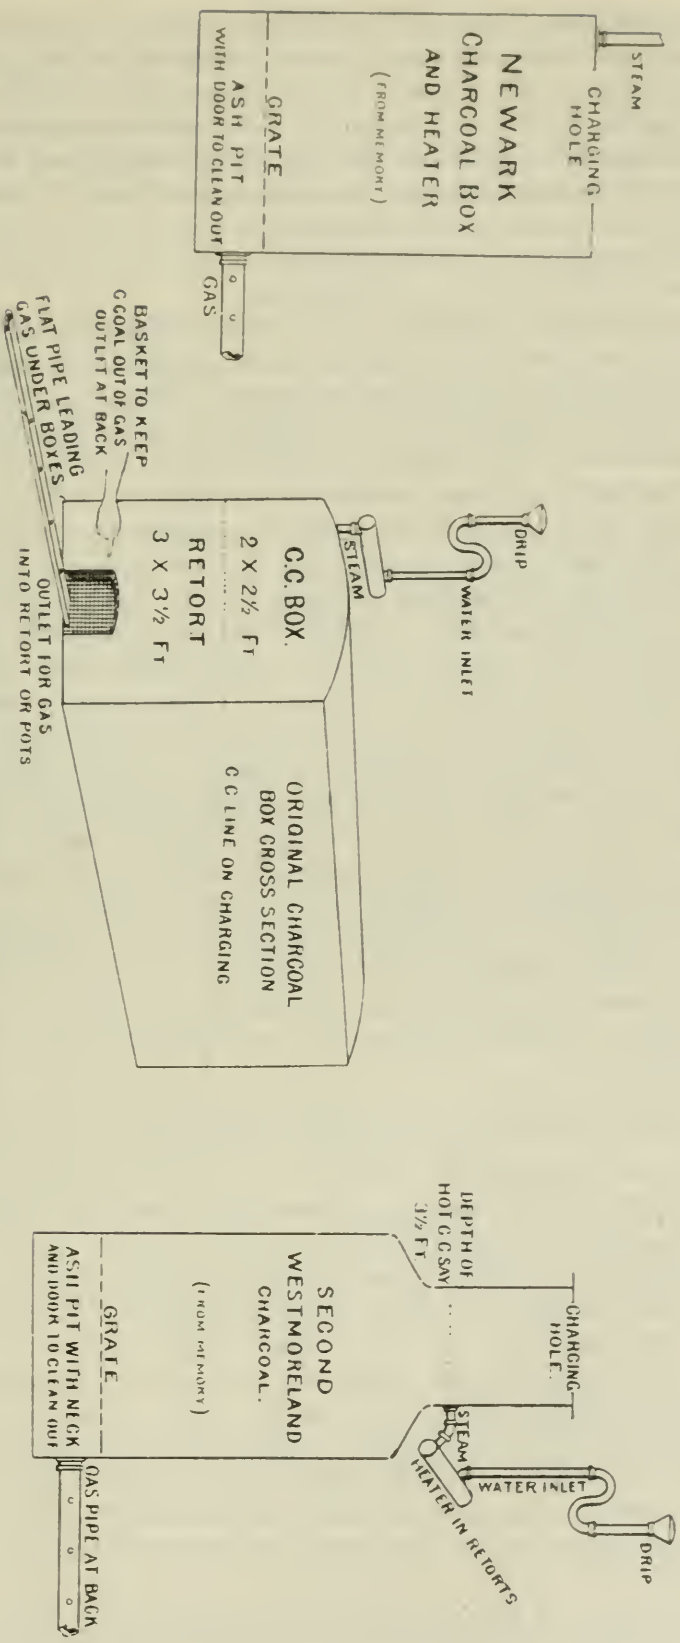 STEAM
CHARGING
HOLE
NEWARK
CHARCOAL BOX
AND HEATER
(FROM MEMORY)
GRATE
ASH PIT
WITH DOOR TO CLEAN OUT
GAS
DRIP
WATER INLET
STEAM
C.C. BOX.
2 X 2½ FT
RETORT
3 X 3½ FT
BASKET TO KEEP
C COAL OUT OF GAS
OUTLET AT BACK
FLAT PIPE LEADING
GAS UNDER BOXES
OUTLET FOR GAS
INTO RETORT OR POTS
ORIGINAL CHARCOAL
BOX CROSS SECTION
C C LINE ON CHARGING
CHARGING
HOLE.
DEPTH OF
HOT C C SAY
3½ FT.
STEAM
HEATER IN RETORTS
WATER INLET
DRIP
SECOND
WESTMORELAND
CHARCOAL.
(FROM MEMORY)
GRATE
ASH PIT WITH NECK
AND DOOR TO CLEAN OUT
GAS PIPE AT BACK